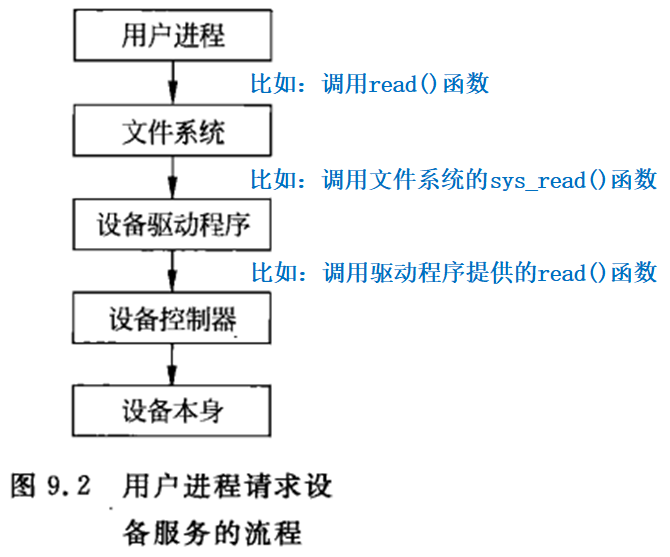 用户进程
比如：调用read()函数
文件系统
比如：调用文件系统的sys_read()函数
设备驱动程序
比如：调用驱动程序提供的read()函数
设备控制器
设备本身
图 9.2 用户进程请求设
备服务的流程